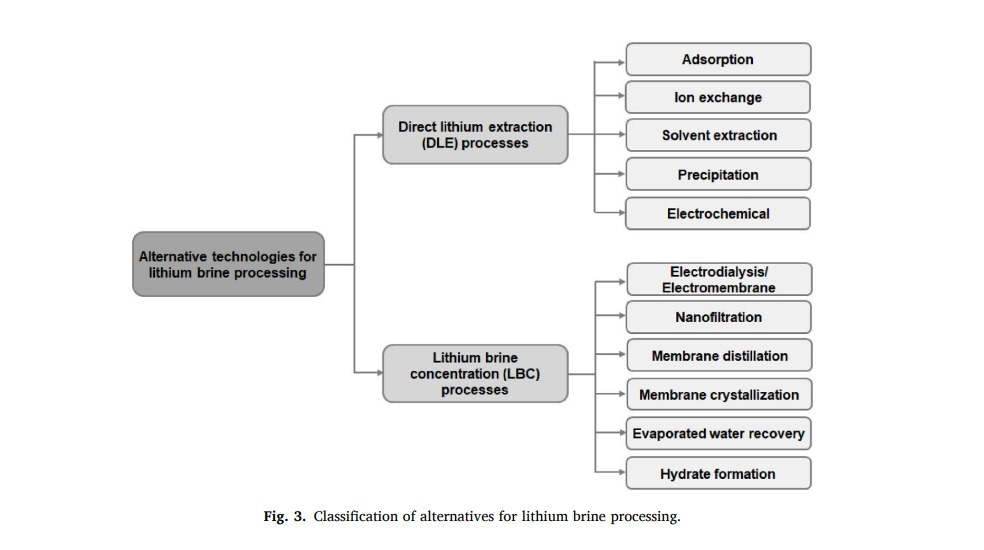 Alternative technologies for
lithium brine processing
Direct lithium extraction
(DLE) processes
Adsorption
Ion exchange
Solvent extraction
Precipitation
Electrochemical
Lithium brine
concentration (LBC)
processes
Electrodialysis/
Electromembrane
Nanofiltration
Membrane distillation
Membrane crystallization
Evaporated water recovery
Hydrate formation
Fig. 3. Classification of alternatives for lithium brine processing.